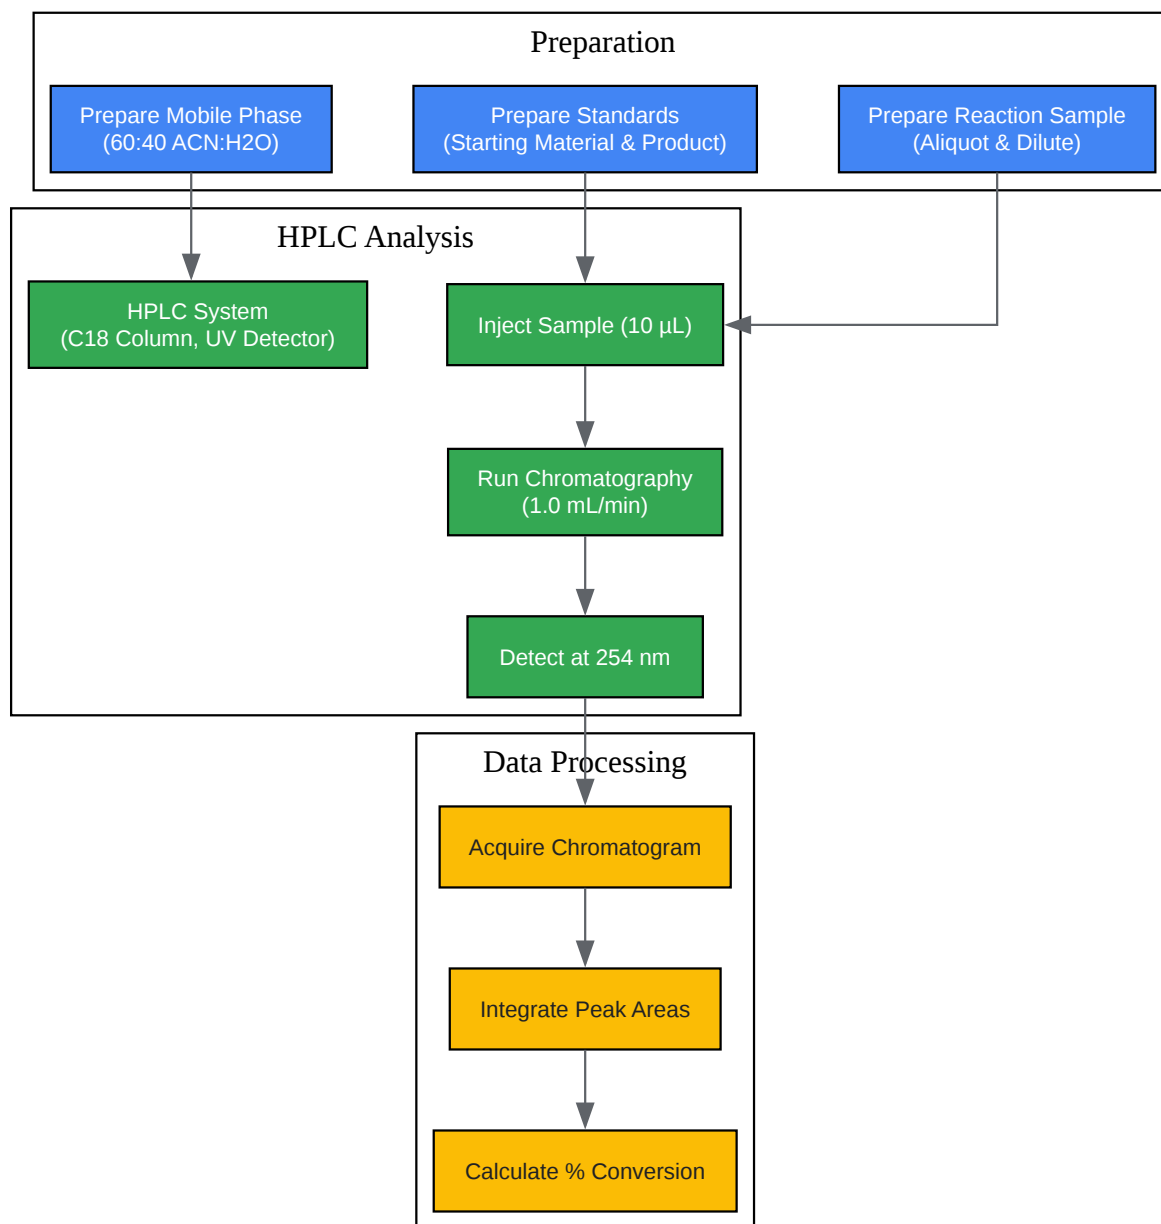 Preparation
Prepare Mobile Phase
(60:40 ACN:H2O)
Prepare Standards
(Starting Material & Product)
Prepare Reaction Sample
(Aliquot & Dilute)
HPLC Analysis
HPLC System
(C18 Column, UV Detector)
Inject Sample (10 µL)
Run Chromatography
(1.0 mL/min)
Detect at 254 nm
Data Processing
Acquire Chromatogram
Integrate Peak Areas
Calculate % Conversion